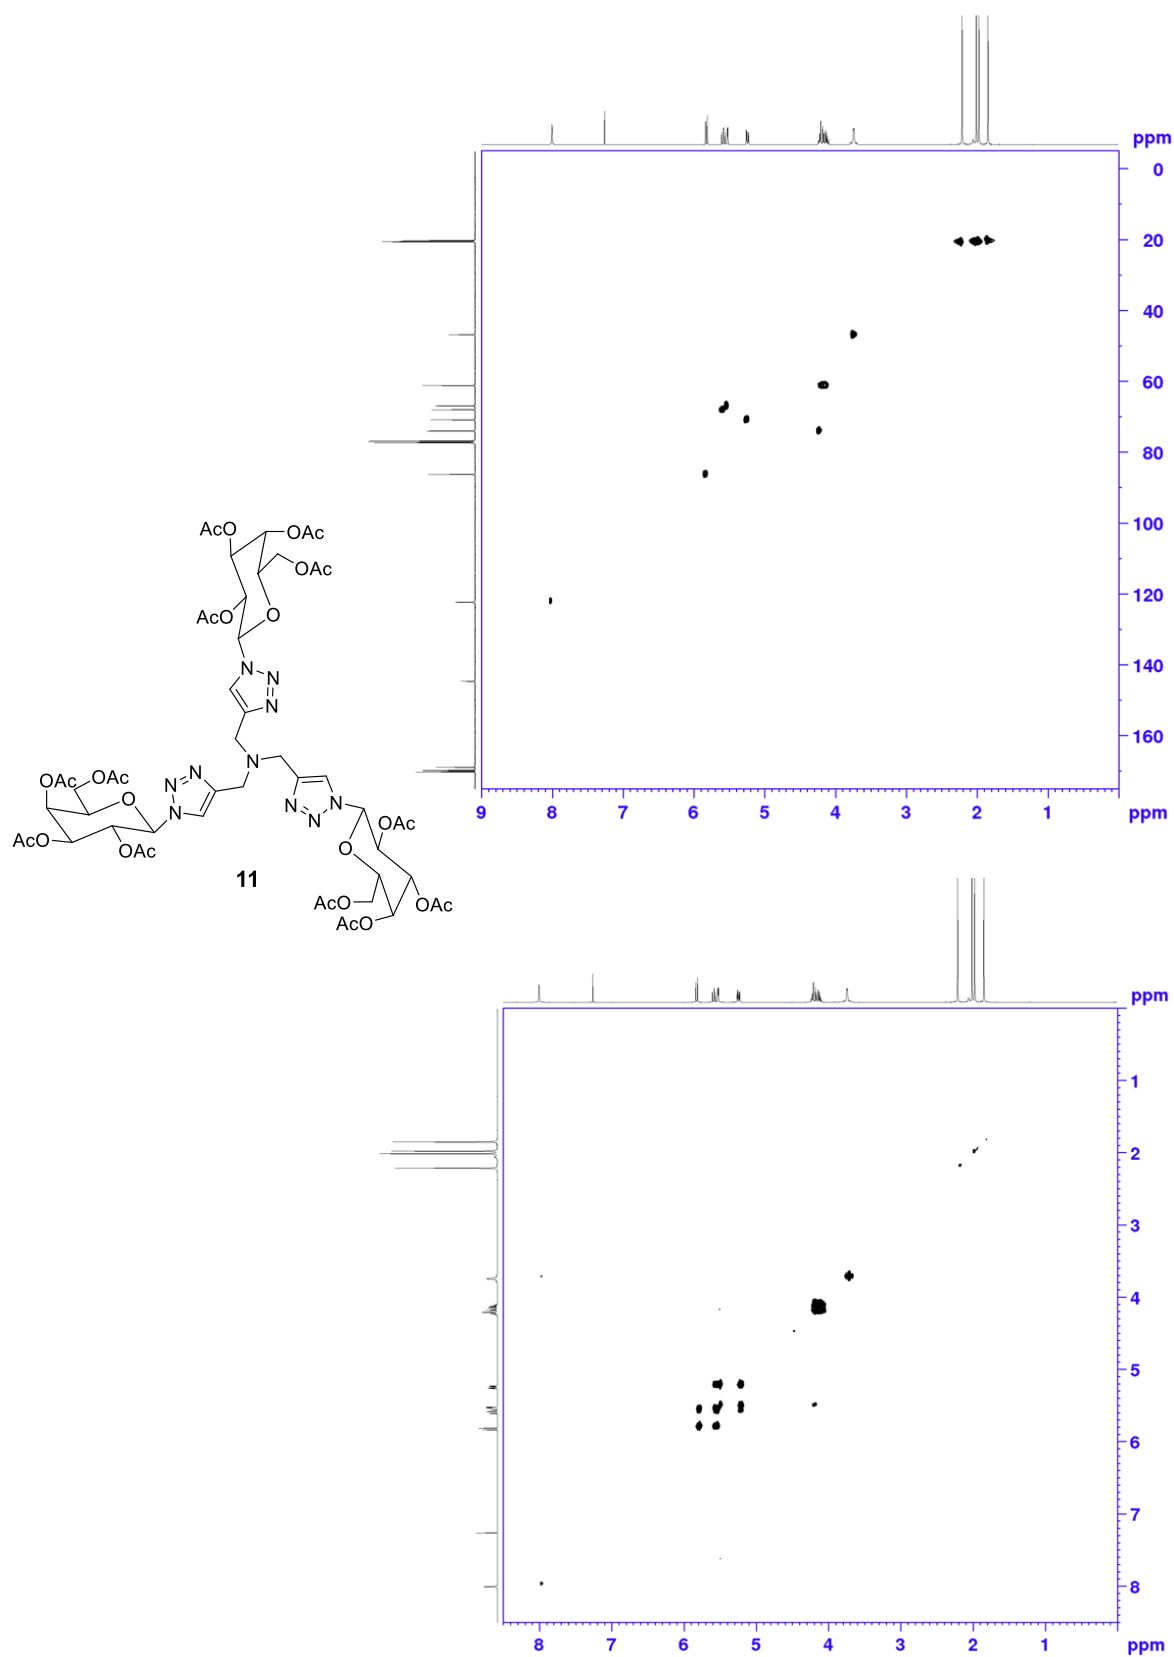 ppm
0
20
40
60
80
100
120
140
160
9 8 7 6 5 4 3 2 1 ppm
AcO OAc
OAc
AcO O
N N
N
N
OAc OAc N N
O N
AcO OAc
N N N
O OAc
AcO OAc
AcO
11
ppm
1
2
3
4
5
6
7
8
8 7 6 5 4 3 2 1 ppm